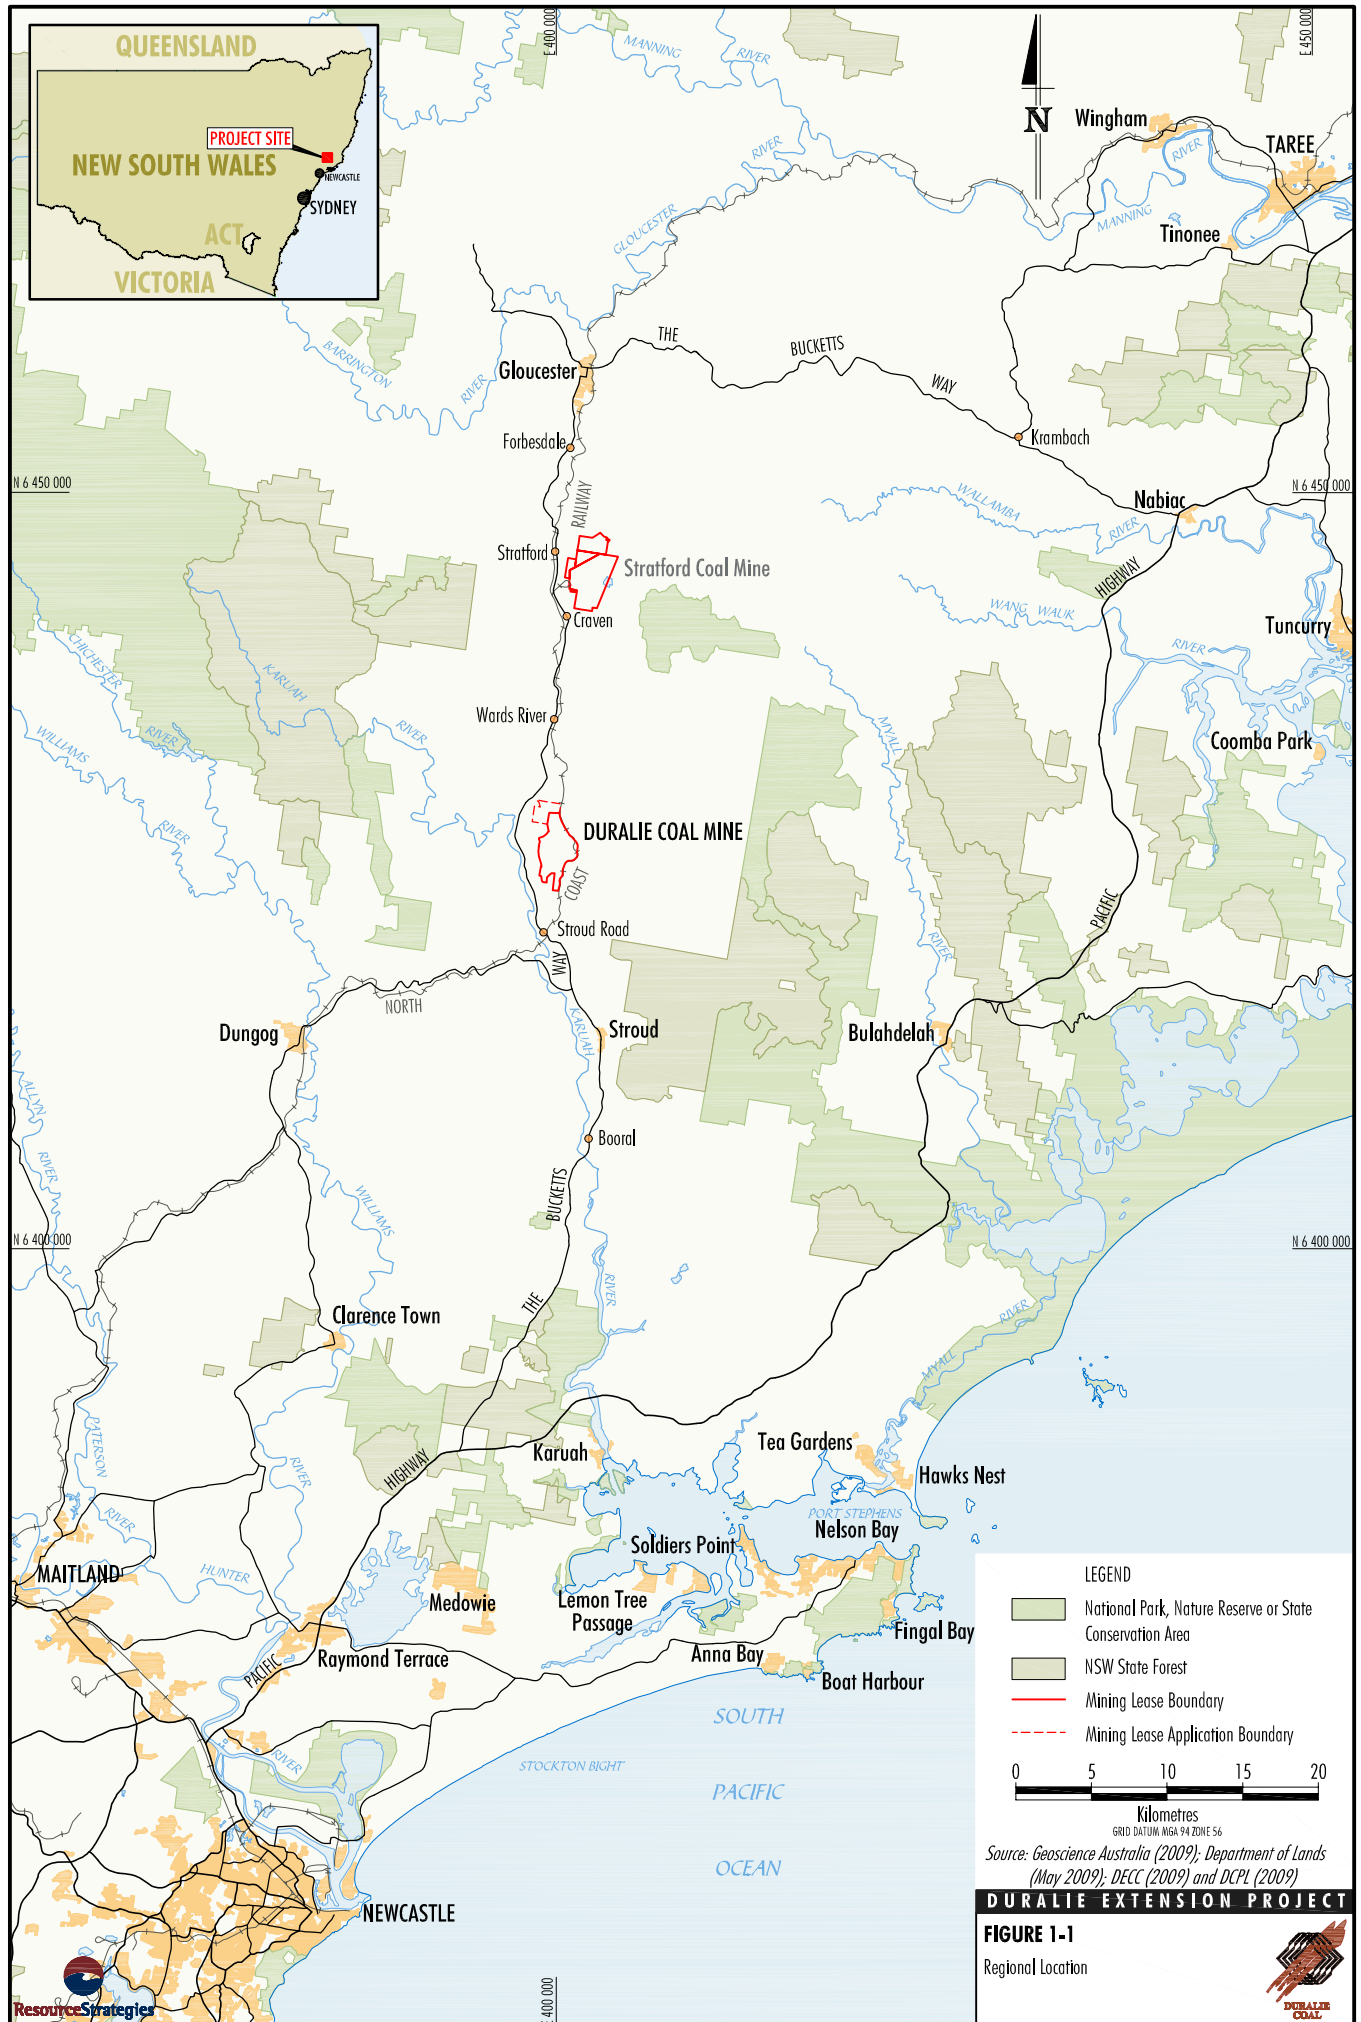 QUEENSLAND
PROJECT SITE
NEW SOUTH WALES
NEWCASTLE
SYDNEY
ACT
VICTORIA
E 400 000
E 450 000
MANNING
RIVER
N
Wingham
RIVER
TAREE
RIVER
GLOUCESTER
MANNING
Tinonee
BARRINGTON
RIVER
THE
BUCKETTS
WAY
Gloucester
Forbesdale
Krambach
N 6 450 000
N 6 450 000
RAILWAY
WALLAMBA
RIVER
Nabiac
Stratford
Stratford Coal Mine
HIGHWAY
Craven
WANG WAUK
RIVER
Tuncurry
CHICHESTER
RIVER
KARUAH
RIVER
Wards River
MYALL
RIVER
Coomba Park
WILLIAMS
RIVER
DURALIE COAL MINE
COAST
PACIFIC
Stroud Road
WAY
NORTH
Dungog
KARUAH
Stroud
Bulahdelah
ALLYN
RIVER
Booral
WILLIAMS
BUCKETTS
N 6 400 000
N 6 400 000
THE
RIVER
RIVER
MYALL
Clarence Town
PATERSON
RIVER
RIVER
HIGHWAY
Karuah
Tea Gardens
Hawks Nest
PORT STEPHENS
Nelson Bay
Soldiers Point
MAITLAND
HUNTER
Medowie
Lemon Tree
Passage
Fingal Bay
Raymond Terrace
Anna Bay
Boat Harbour
PACIFIC
RIVER
SOUTH
STOCKTON BIGHT
PACIFIC
OCEAN
NEWCASTLE
E 400 000
LEGEND
National Park, Nature Reserve or State
Conservation Area
NSW State Forest
Mining Lease Boundary
Mining Lease Application Boundary
0 5 10 15 20
Kilometres
GRID DATUM MGA 94 ZONE 56
Source: Geoscience Australia (2009); Department of Lands
(May 2009); DECC (2009) and DCPL (2009)
DURALIE EXTENSION PROJECT
FIGURE 1-1
Regional Location
DURALIE
COAL
ResourceStrategies